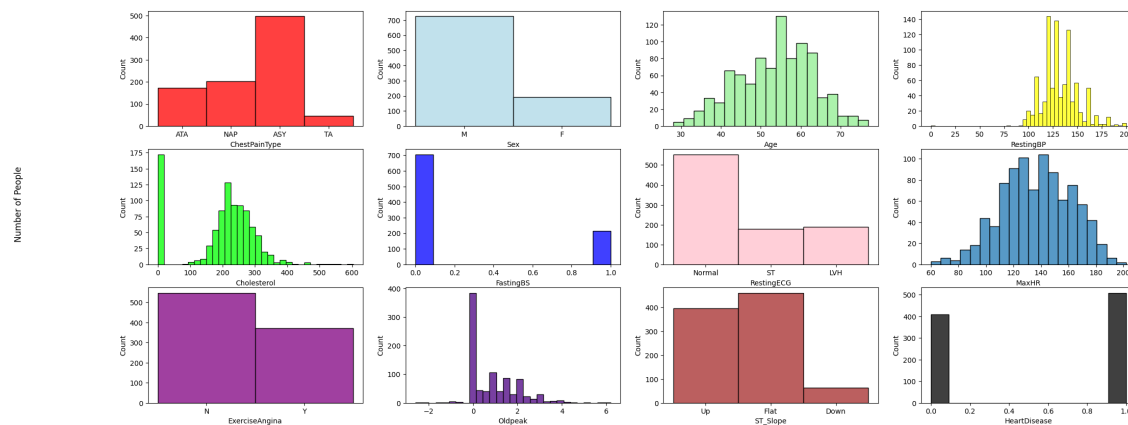 Number of People
Count
0 100 200 300 400 500
ATA NAP ASY TA
ChestPainType
Count
0 100 200 300 400 500 600 700
M F
Sex
Count
0 20 40 60 80 100 120
30 40 50 60 70
Age
Count
0 20 40 60 80 100 120 140
0 25 50 75 100 125 150 175 200
RestingBP
Count
0 25 50 75 100 125 150 175
0 100 200 300 400 500 600
Cholesterol
Count
0 100 200 300 400 500 600 700
0.0 0.2 0.4 0.6 0.8 1.0
FastingBS
Count
0 100 200 300 400 500
Normal ST LVH
RestingECG
Count
0 20 40 60 80 100
60 80 100 120 140 160 180 200
MaxHR
Count
0 100 200 300 400 500
N Y
ExerciseAngina
Count
0 100 200 300 400
−2 0 2 4 6
Oldpeak
Count
0 100 200 300 400
Up Flat Down
ST_Slope
Count
0 100 200 300 400 500
0.0 0.2 0.4 0.6 0.8 1.0
HeartDisease